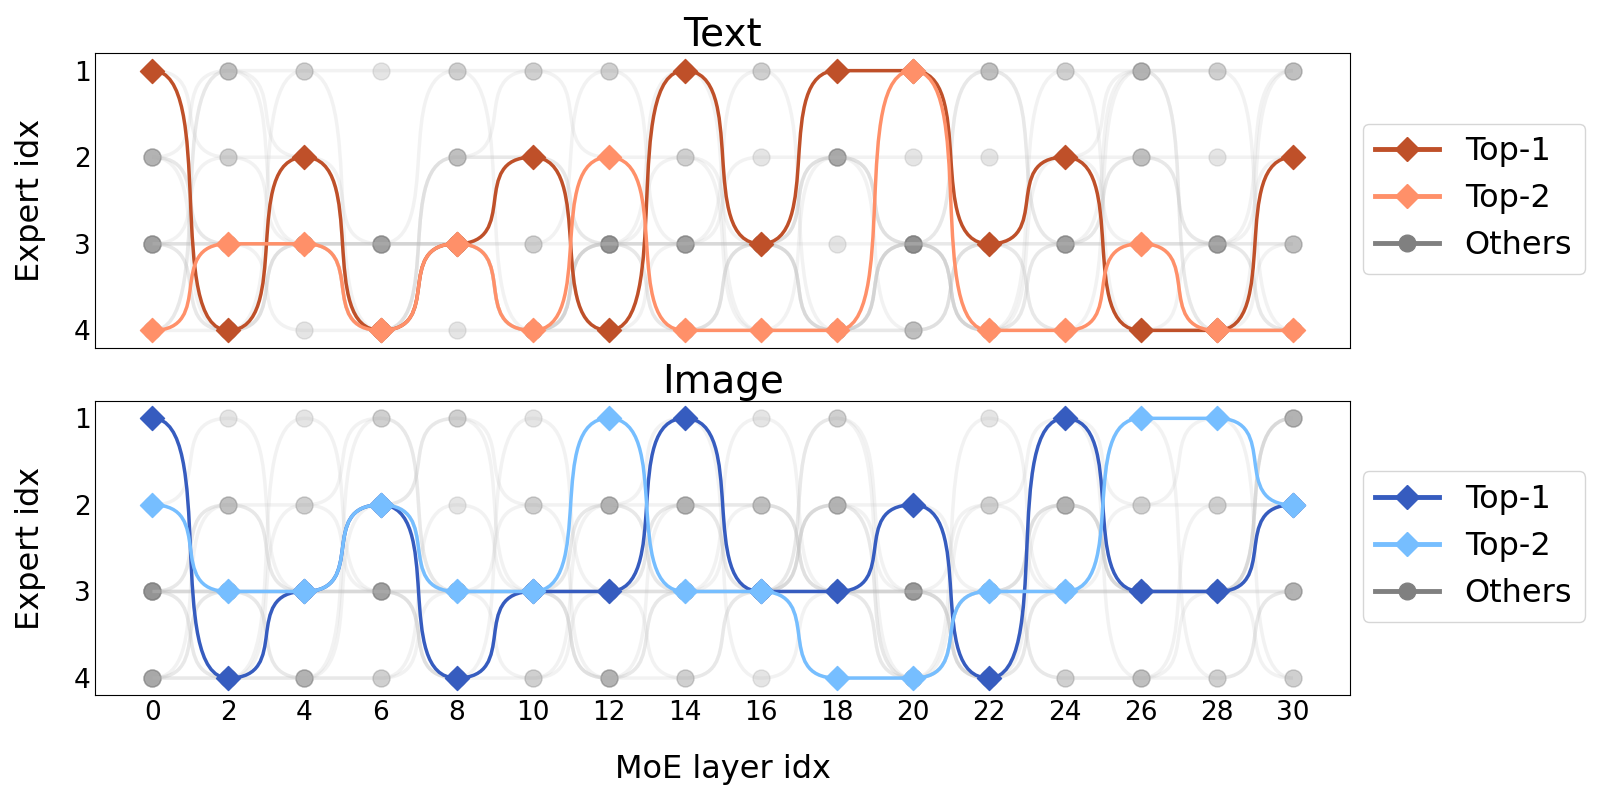 Text
Expert idx
1
2
3
4
Top-1
Top-2
Others
Image
Expert idx
1
2
3
4
Top-1
Top-2
Others
0 2 4 6 8 10 12 14 16 18 20 22 24 26 28 30
MoE layer idx